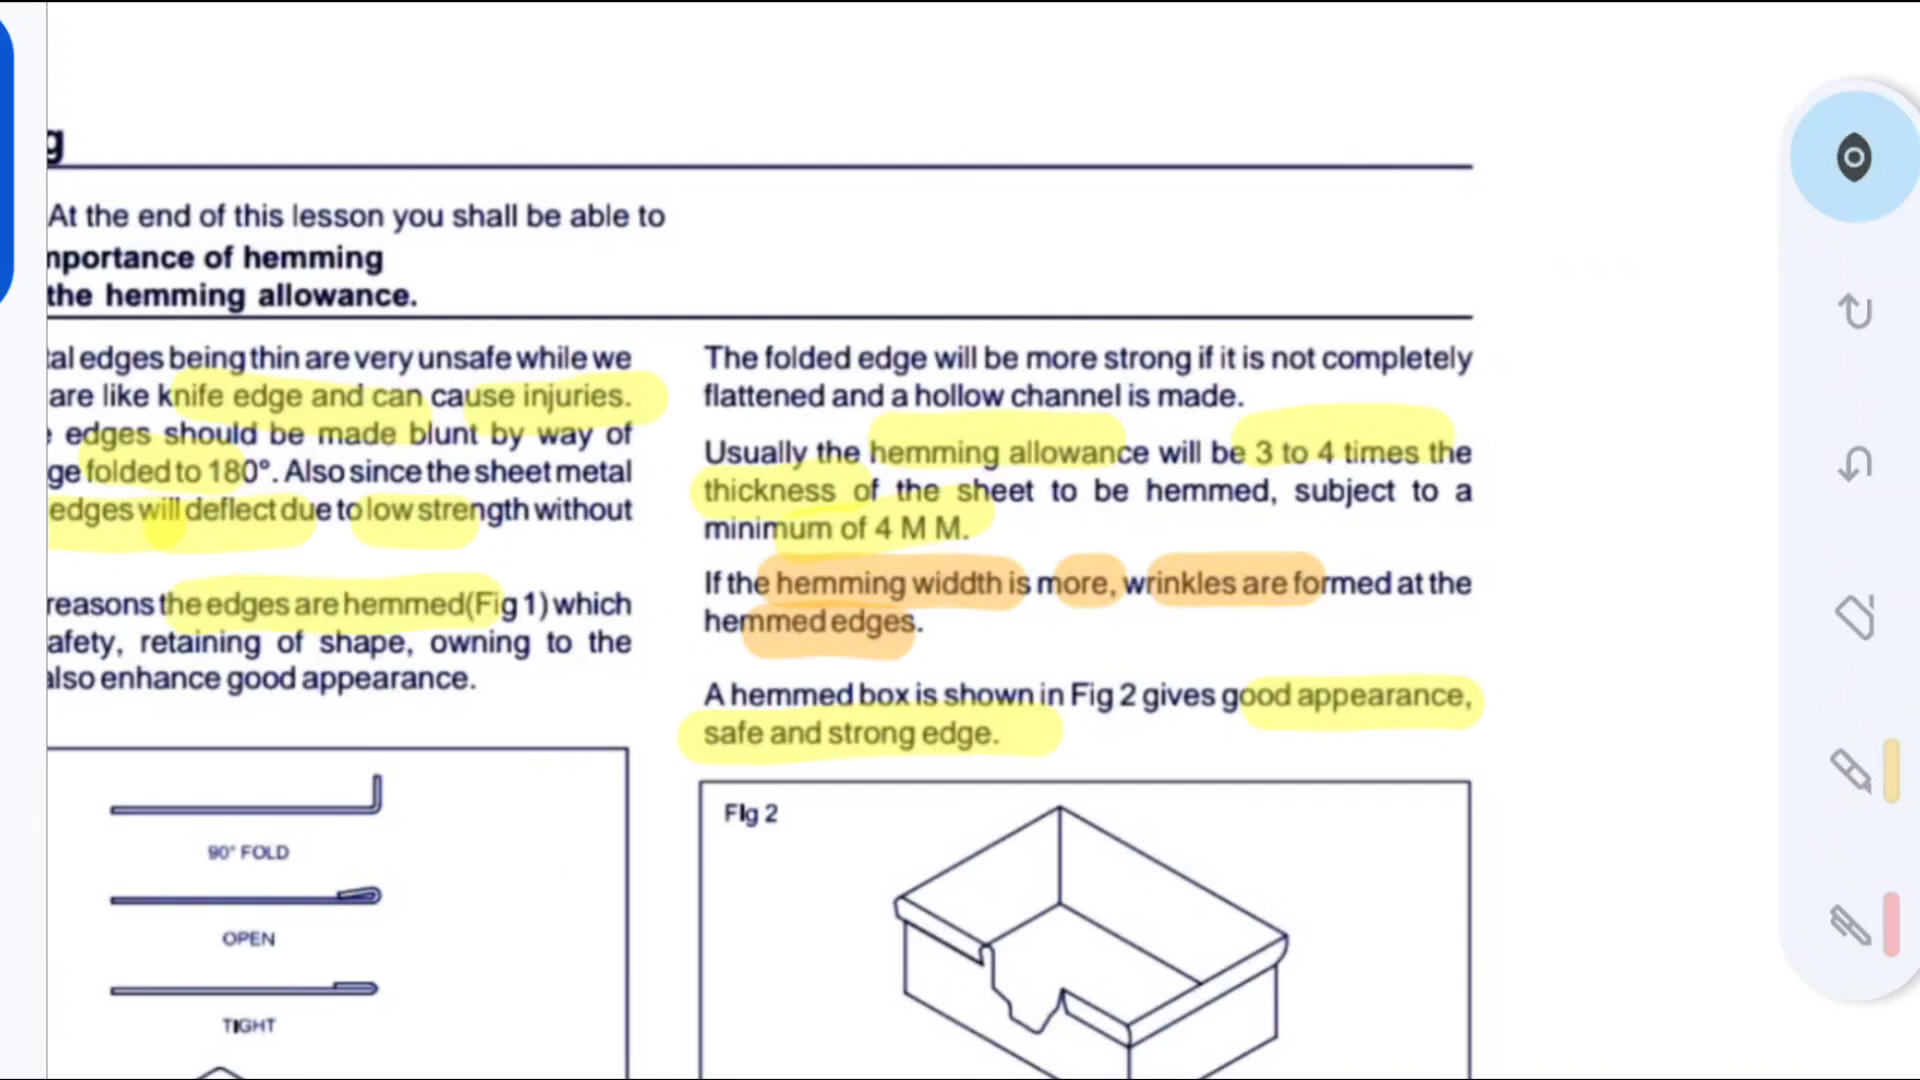 g
At the end of this lesson you shall be able to
mportance of hemming
the hemming allowance.
al edges being thin are very unsafe while we
are like knife edge and can cause injuries.
edges should be made blunt by way of
ge folded to 180°. Also since the sheet metal
edges will deflect due to low strength without
reasons the edges are hemmed(Fig 1) which
afety, retaining of shape, owning to the
also enhance good appearance.
90° FOLD
OPEN
TIGHT
The folded edge will be more strong if it is not completely
flattened and a hollow channel is made.
Usually the hemming allowance will be 3 to 4 times the
thickness of the sheet to be hemmed, subject to a
minimum of 4 M M.
If the hemming widdth is more, wrinkles are formed at the
hemmed edges.
A hemmed box is shown in Fig 2 gives good appearance,
safe and strong edge.
FIg 2